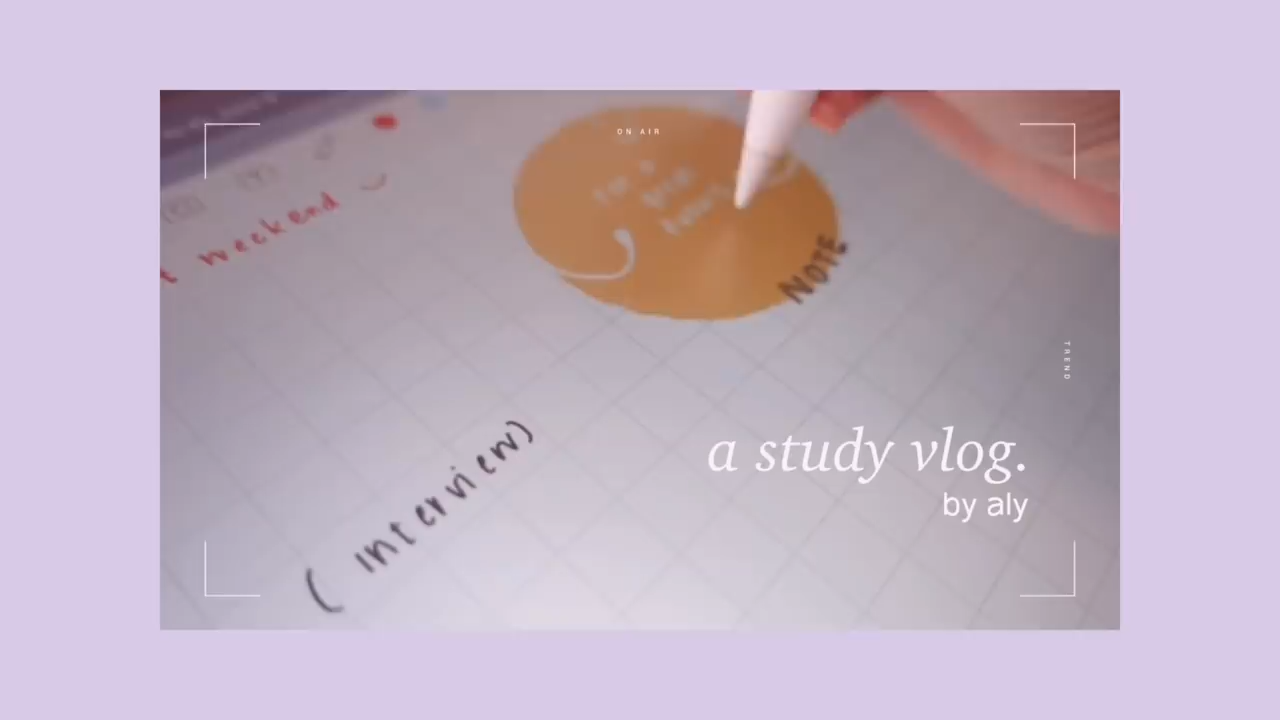 ON AIR
t weekend
NOTE
TREND
a study vlog.
by aly
( Interview)